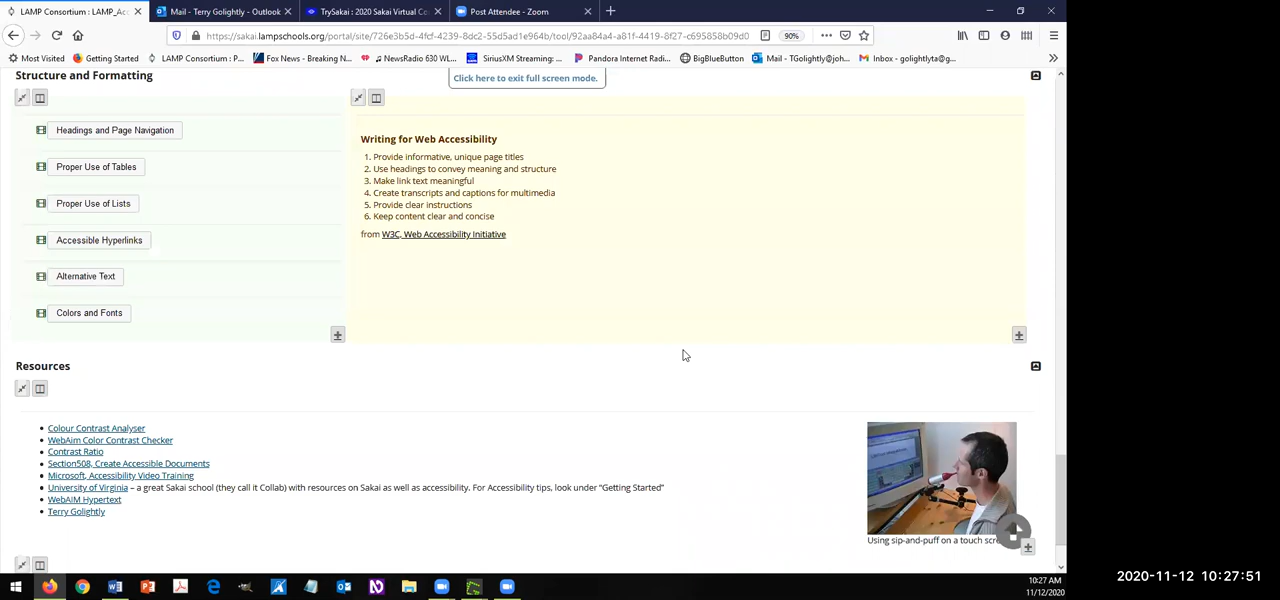 LAMP Consortium : LAMP_Acc
Mail - Terry Golightly - Outlook
TrySakai : 2020 Sakai Virtual Co
Post Attendee - Zoom
https://sakai.lampschools.org/portal/site/726e3b5d-4fcf-4239-8dc2-55d5ad1e964b/tool/92aa84a4-a81f-4419-8f27-c695858b09d0
90%
Most Visited
Getting Started
LAMP Consortium : P...
Fox News - Breaking N...
NewsRadio 630 WL...
SiriusXM Streaming: ...
Pandora Internet Radi...
BigBlueButton
Mail - TGolightly@joh...
Inbox - golightlyta@g...
Structure and Formatting
Click here to exit full screen mode.
Headings and Page Navigation
Proper Use of Tables
Proper Use of Lists
Accessible Hyperlinks
Alternative Text
Colors and Fonts
Writing for Web Accessibility
1. Provide informative, unique page titles
2. Use headings to convey meaning and structure
3. Make link text meaningful
4. Create transcripts and captions for multimedia
5. Provide clear instructions
6. Keep content clear and concise
from W3C, Web Accessibility Initiative
Resources
Colour Contrast Analyser
WebAim Color Contrast Checker
Contrast Ratio
Section508, Create Accessible Documents
Microsoft, Accessibility Video Training
University of Virginia – a great Sakai school (they call it Collab) with resources on Sakai as well as accessibility. For Accessibility tips, look under "Getting Started"
WebAIM Hypertext
Terry Golightly
Using sip-and-puff on a touch scre
10:27 AM
11/12/2020
2020-11-12 10:27:51